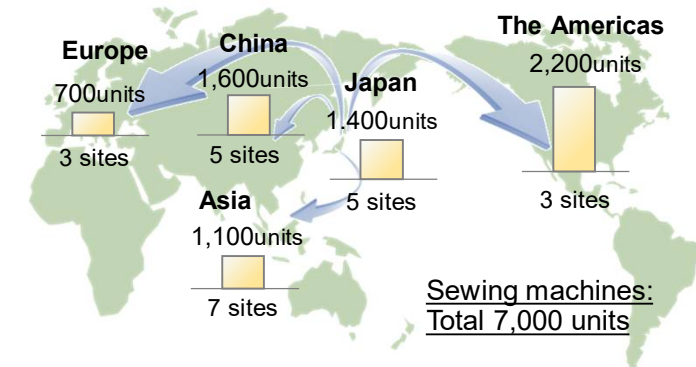 Europe
700units
3 sites
China
1,600units
5 sites
Japan
1.400units
5 sites
The Americas
2,200units
3 sites
Asia
1,100units
7 sites
Sewing machines:
Total 7,000 units